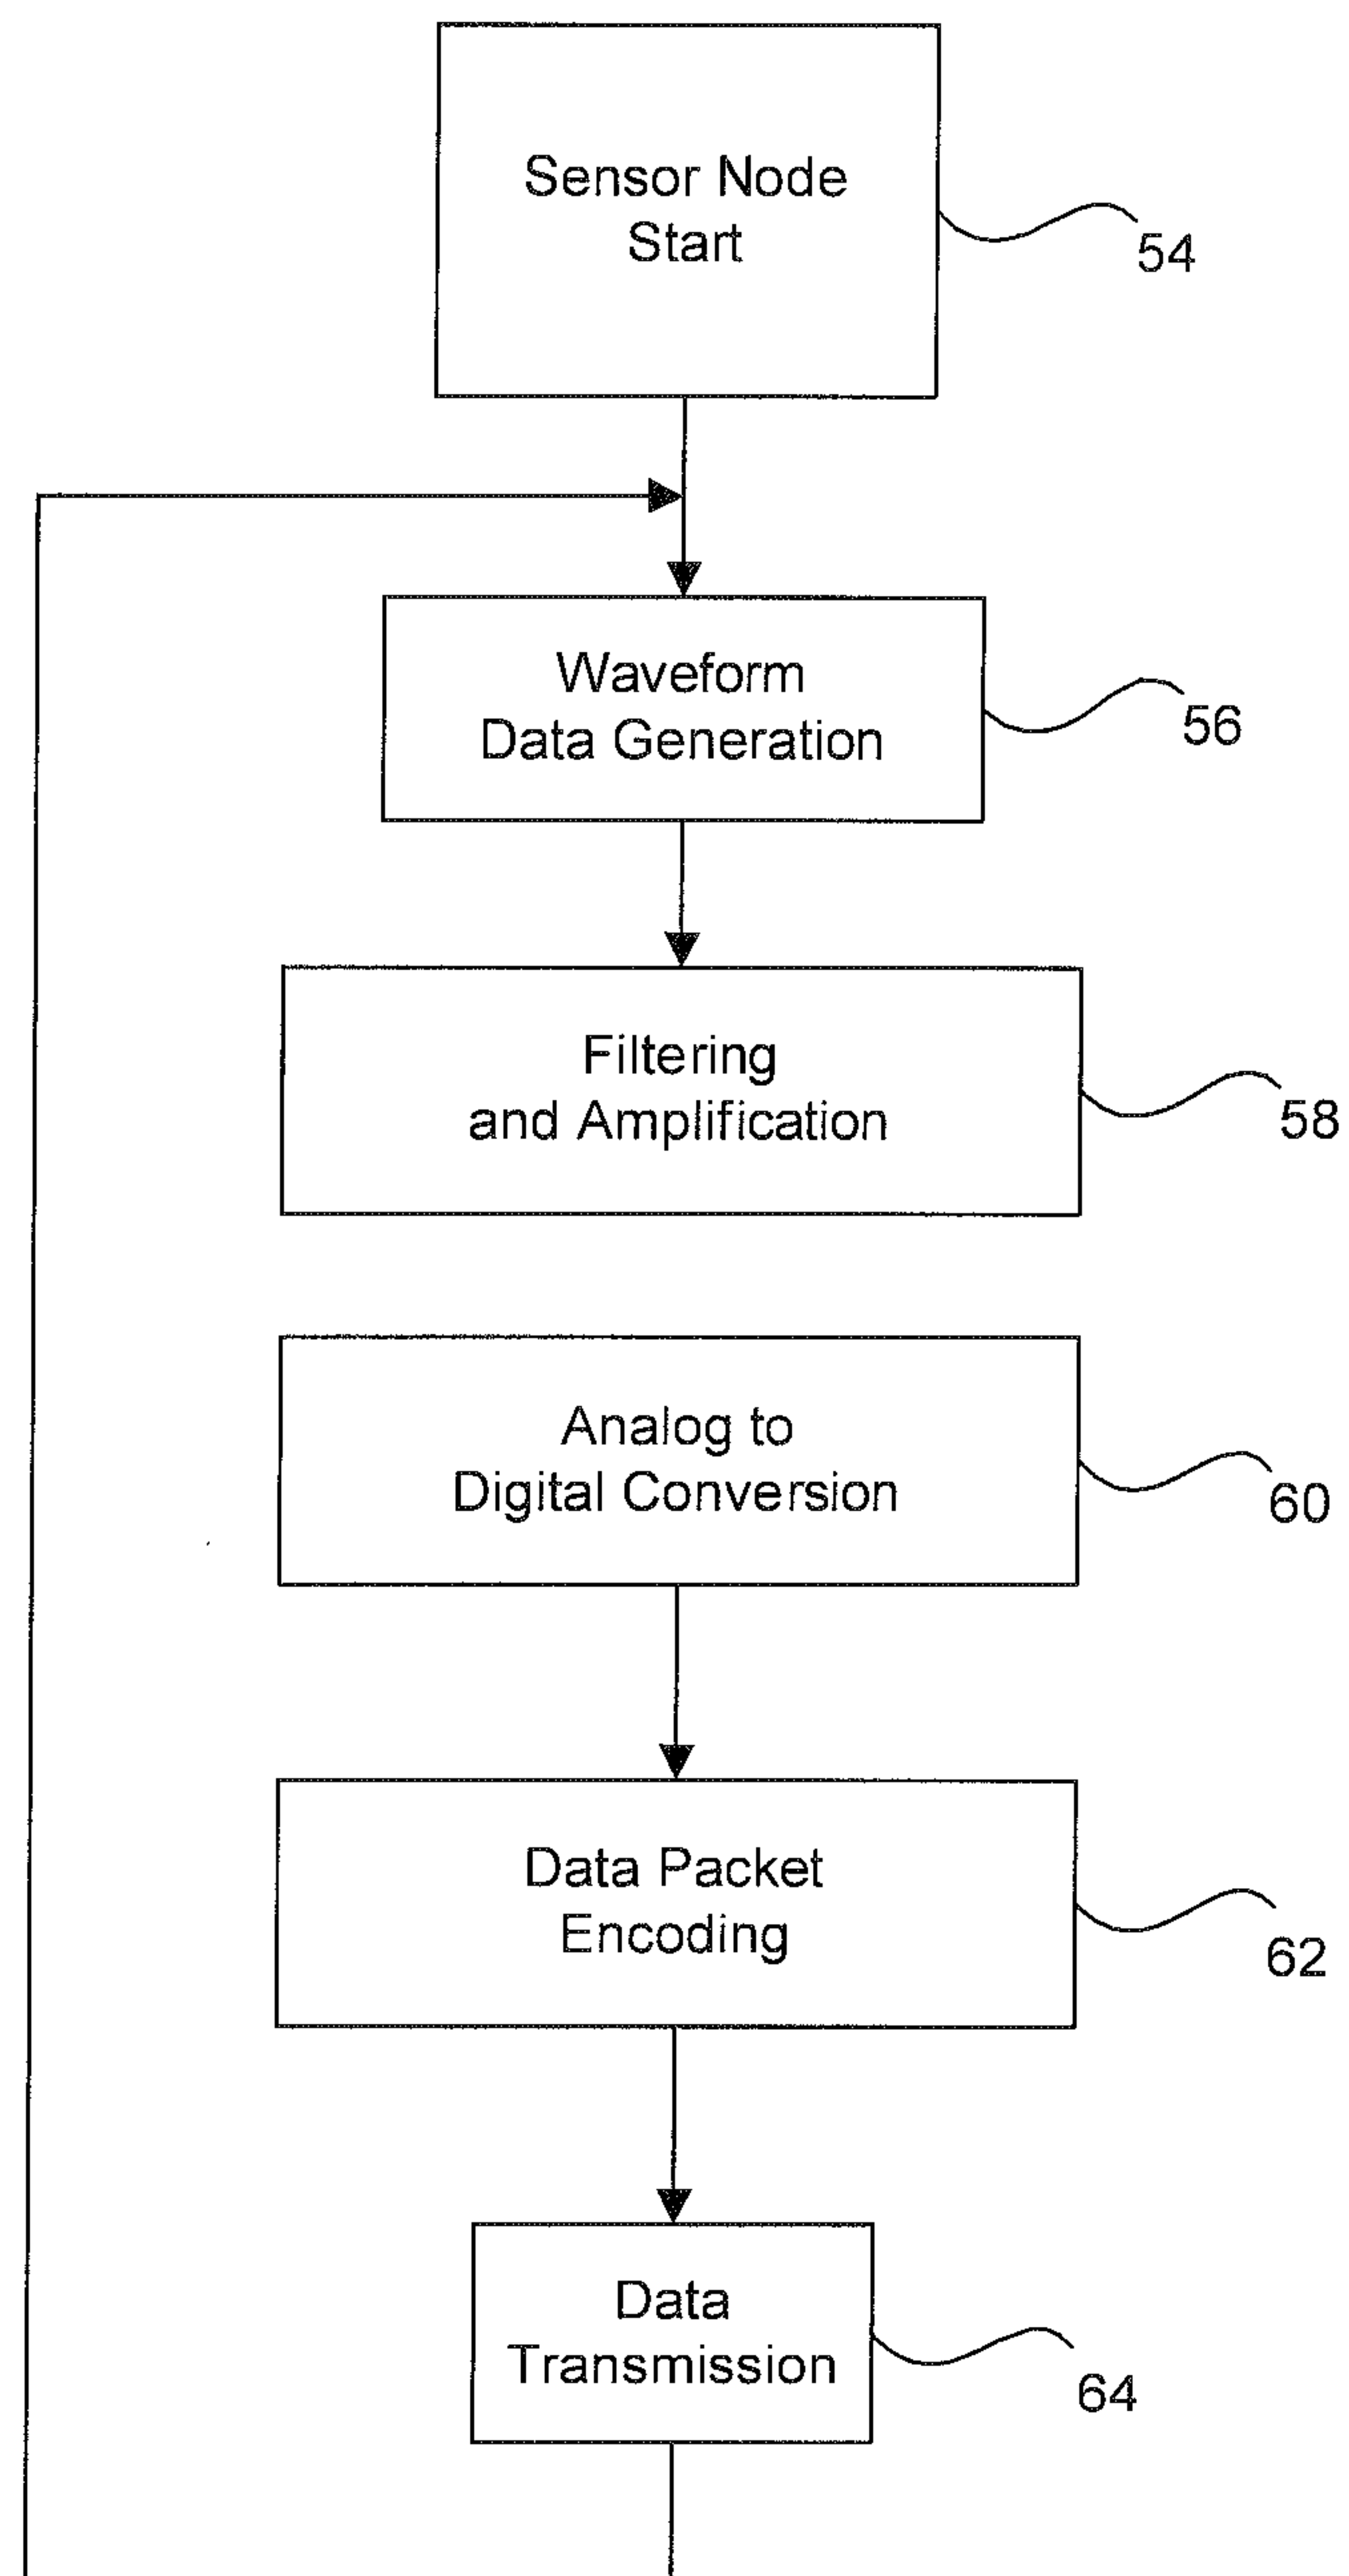 Sensor Node
Start
54
Waveform
Data Generation
56
Filtering
and Amplification
58
Analog to
Digital Conversion
60
Data Packet
Encoding
62
Data
Transmission
64